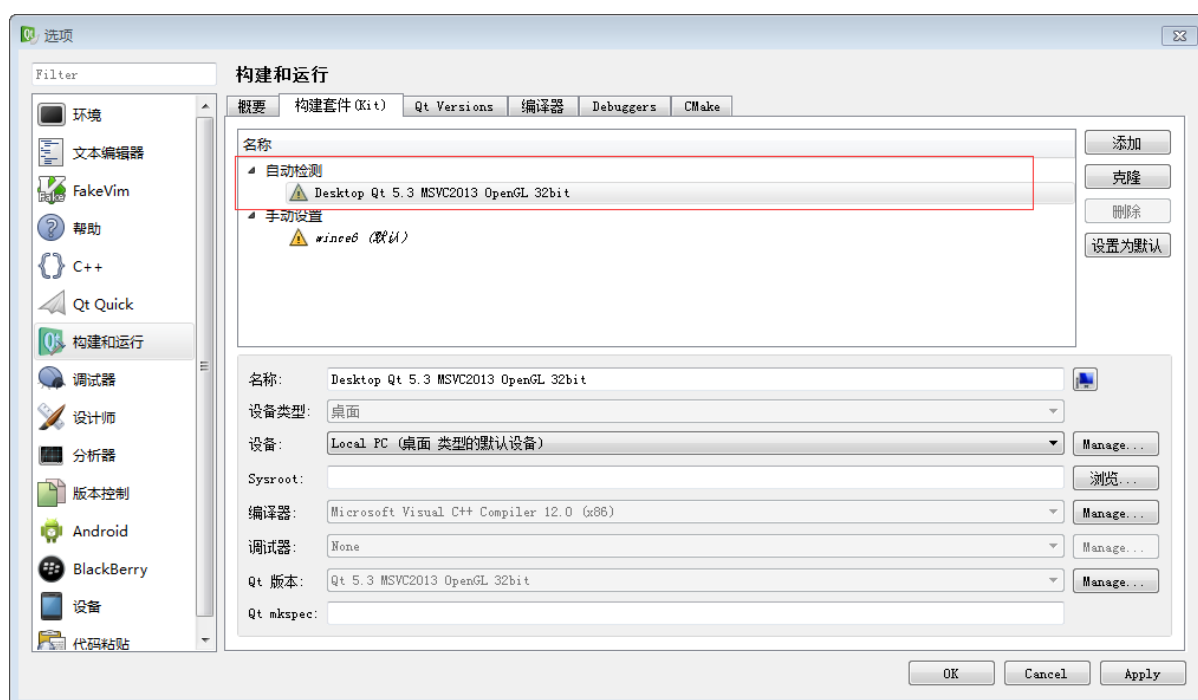 选项
Filter
构建和运行
环境
文本编辑器
FakeVim
帮助
C++
Qt Quick
构建和运行
调试器
设计师
分析器
版本控制
Android
BlackBerry
设备
代码粘贴
概要 构建套件(Kit) Qt Versions 编译器 Debuggers CMake
名称
自动检测
Desktop Qt 5.3 MSVC2013 OpenGL 32bit
手动设置
wince6 (默认)
添加
克隆
删除
设置为默认
名称: Desktop Qt 5.3 MSVC2013 OpenGL 32bit
设备类型: 桌面
设备: Local PC (桌面 类型的默认设备) Manage...
Sysroot: 浏览...
编译器: Microsoft Visual C++ Compiler 12.0 (x86) Manage...
调试器: None Manage...
Qt 版本: Qt 5.3 MSVC2013 OpenGL 32bit Manage...
Qt mkspec:
OK Cancel Apply